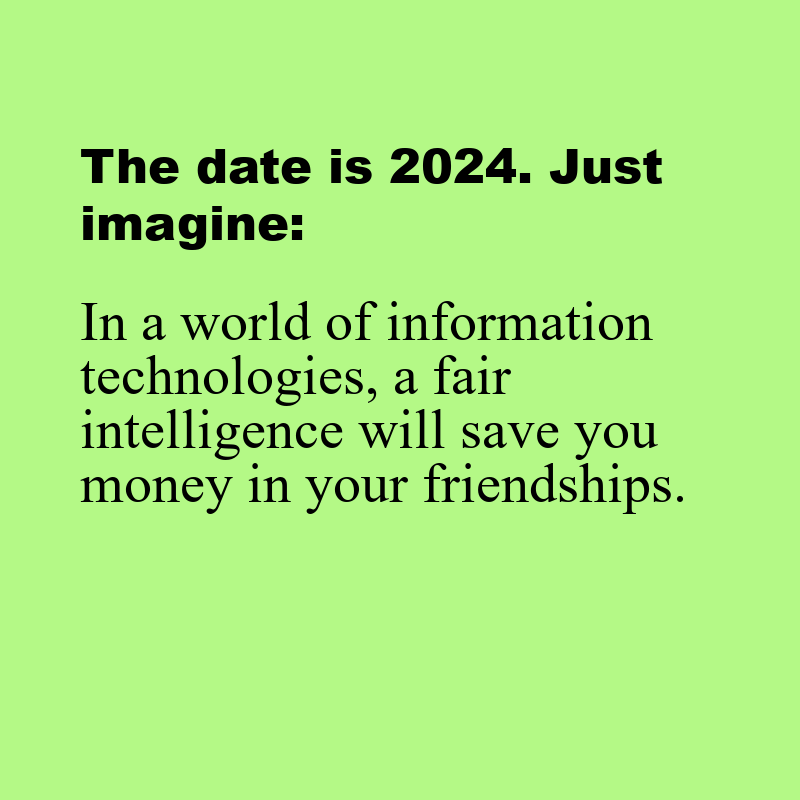 The date is 2024. Just
imagine:
In a world of information
technologies, a fair
intelligence will save you
money in your friendships.